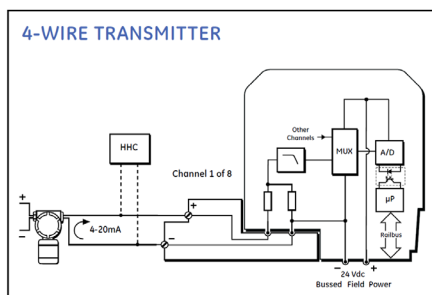 4-WIRE TRANSMITTER
HHC
Other
Channels
MUX
A/D
Channel 1 of 8
µP
+
+
4-20mA
Railbus
−
−
− +
24 Vdc
Bussed Field Power